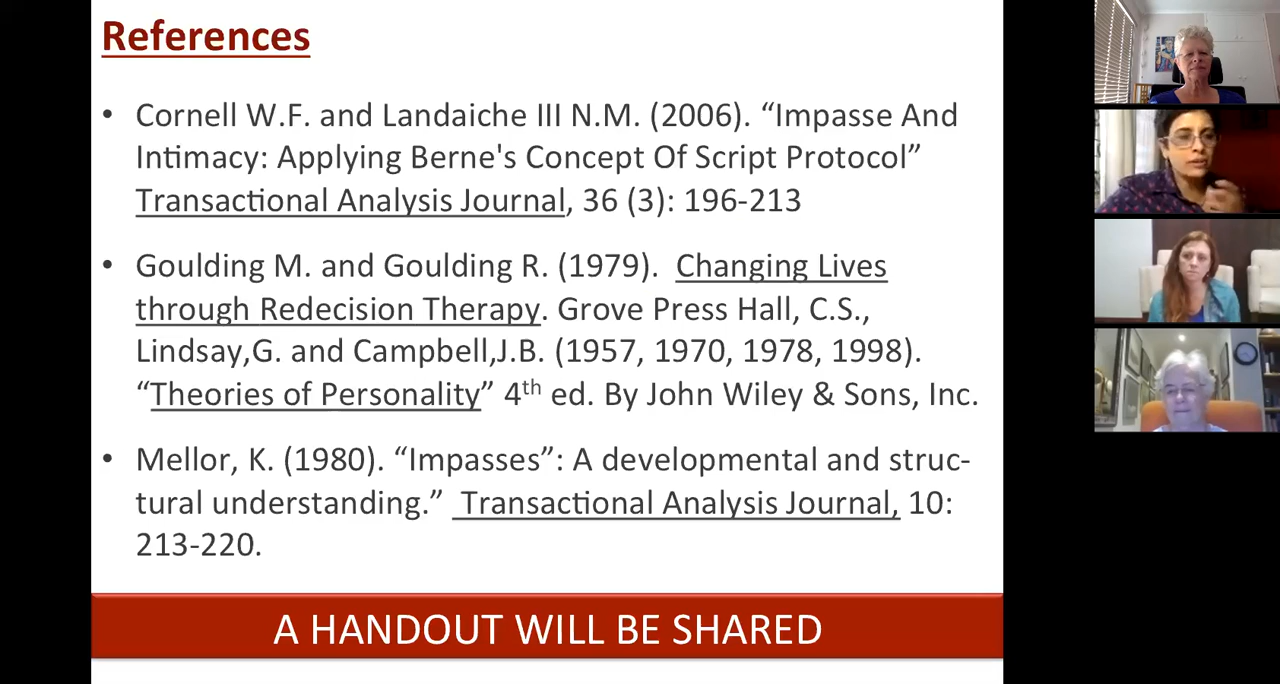 References
• Cornell W.F. and Landaiche III N.M. (2006). “Impasse And
Intimacy: Applying Berne's Concept Of Script Protocol”
Transactional Analysis Journal, 36 (3): 196-213
• Goulding M. and Goulding R. (1979). Changing Lives
through Redecision Therapy. Grove Press Hall, C.S.,
Lindsay,G. and Campbell,J.B. (1957, 1970, 1978, 1998).
“Theories of Personality” 4th ed. By John Wiley & Sons, Inc.
• Mellor, K. (1980). “Impasses”: A developmental and struc-
tural understanding.” Transactional Analysis Journal, 10:
213-220.
A HANDOUT WILL BE SHARED